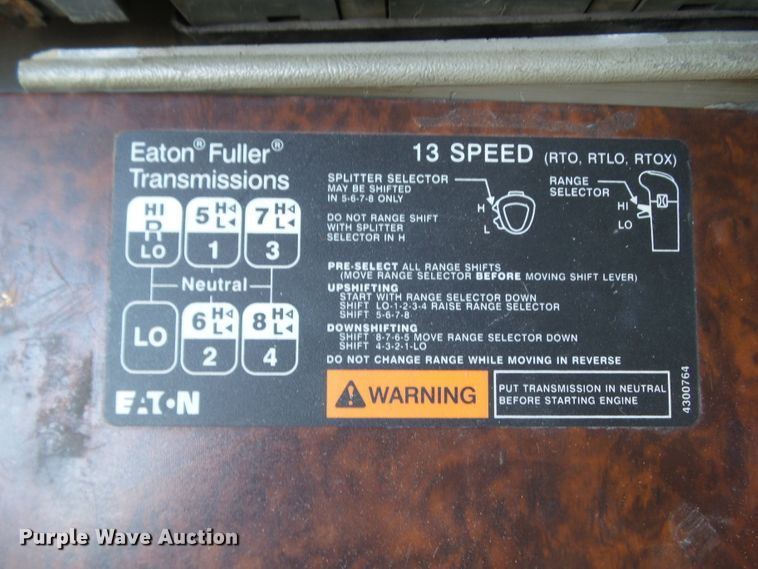 Eaton® Fuller®
Transmissions
13 SPEED (RTO, RTLO, RTOX)
HI
R
LO
5 H
L
1
7 H
L
3
Neutral
LO
6 H
L
2
8 H
L
4
EATON
SPLITTER SELECTOR
MAY BE SHIFTED
IN 5-6-7-8 ONLY
DO NOT RANGE SHIFT
WITH SPLITTER
SELECTOR IN H
H
L
RANGE
SELECTOR
HI
LO
PRE-SELECT ALL RANGE SHIFTS
(MOVE RANGE SELECTOR BEFORE MOVING SHIFT LEVER)
UPSHIFTING
START WITH RANGE SELECTOR DOWN
SHIFT LO-1-2-3-4 RAISE RANGE SELECTOR
SHIFT 5-6-7-8
DOWNSHIFTING
SHIFT 8-7-6-5 MOVE RANGE SELECTOR DOWN
SHIFT 4-3-2-1-LO
DO NOT CHANGE RANGE WHILE MOVING IN REVERSE
WARNING
PUT TRANSMISSION IN NEUTRAL
BEFORE STARTING ENGINE
4300764
Purple Wave Auction